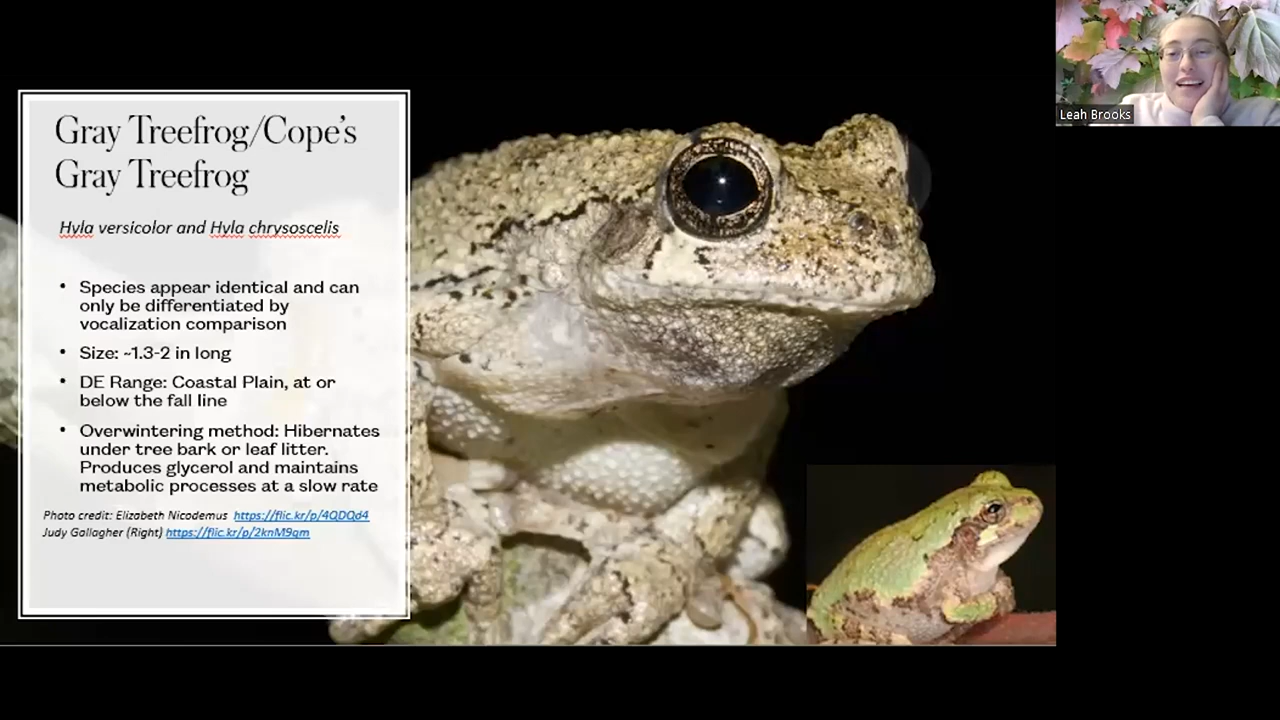 Gray Treefrog/Cope's
Gray Treefrog
Hyla versicolor and Hyla chrysoscelis
• Species appear identical and can
only be differentiated by
vocalization comparison
• Size: ~1.3-2 in long
• DE Range: Coastal Plain, at or
below the fall line
• Overwintering method: Hibernates
under tree bark or leaf litter.
Produces glycerol and maintains
metabolic processes at a slow rate
Photo credit: Elizabeth Nicodemus https://flic.kr/p/4QDQd4
Judy Gallagher (Right) https://flic.kr/p/2knM9qm
Leah Brooks